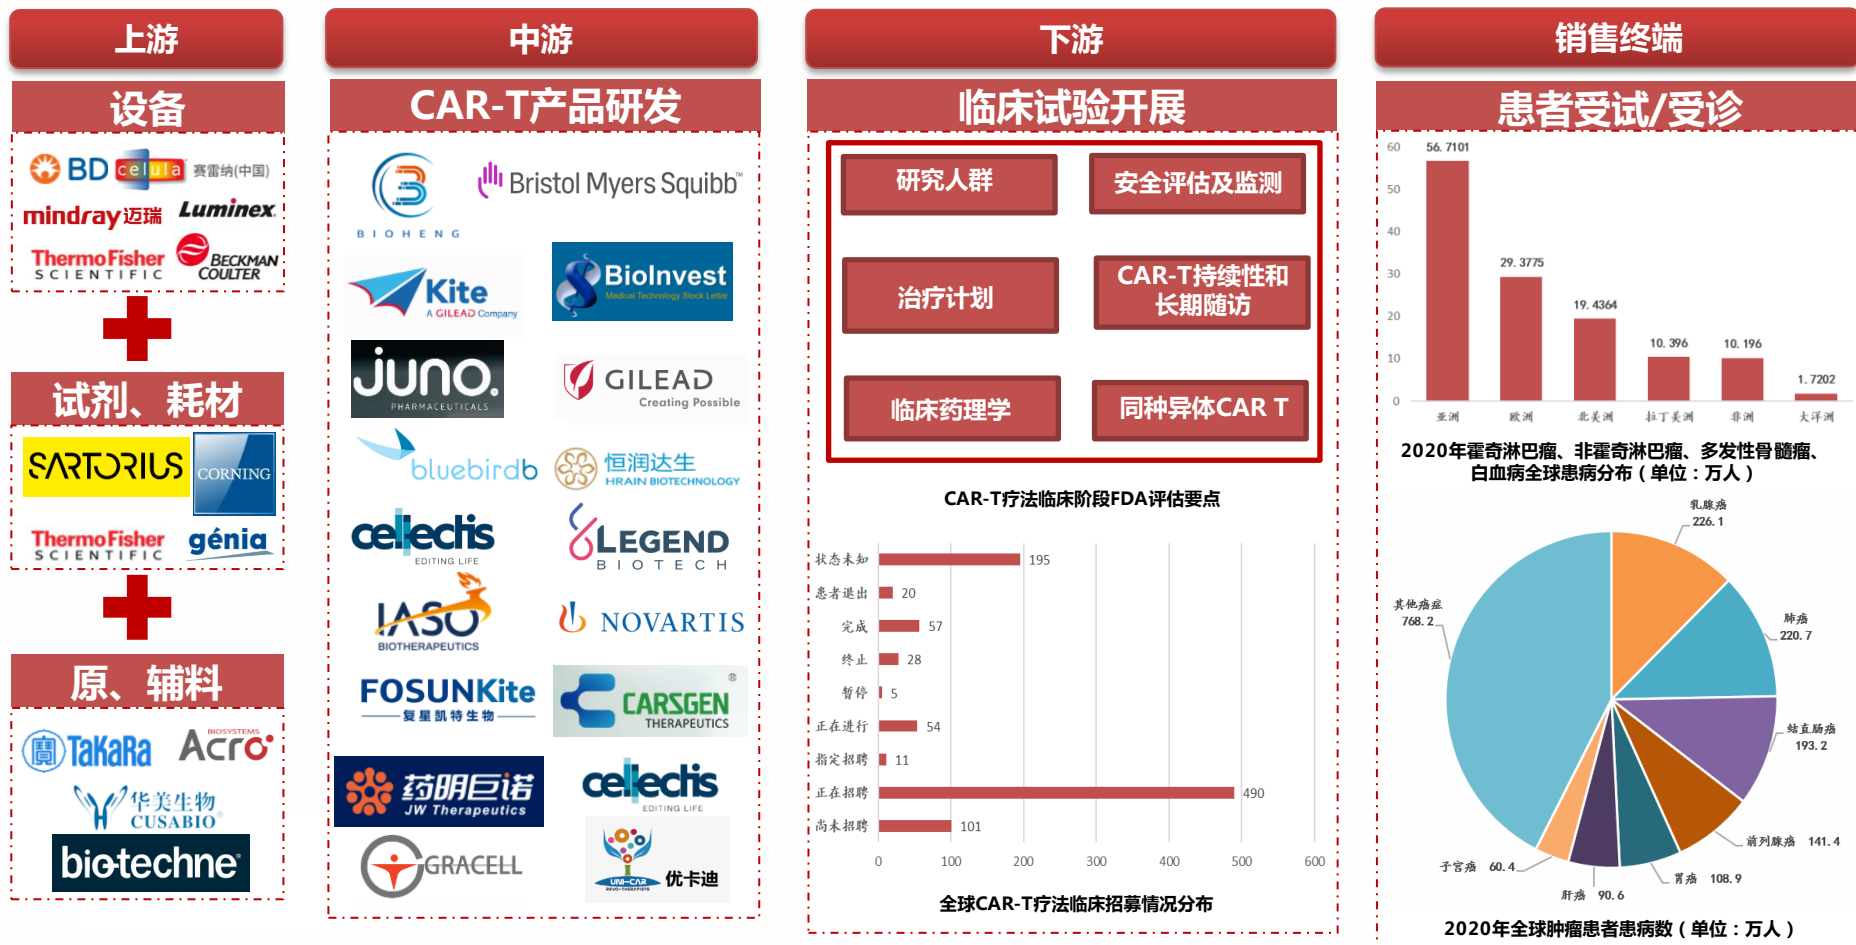 上游
设备
BD
celula
赛雷纳(中国)
mindray迈瑞
Luminex
ThermoFisher
SCIENTIFIC
BECKMAN
COULTER
试剂、耗材
SARTORIUS
CORNING
ThermoFisher
SCIENTIFIC
génia
原、辅料
TaKaRa
BIOSYSTEMS
Acro
华美生物
CUSABIO®
bio-techne®
中游
CAR-T产品研发
BIOHENG
Bristol Myers Squibb™
Kite
A GILEAD Company
BioInvest
Medical Technology Stock Letter
JUNO.
PHARMACEUTICALS
GILEAD
Creating Possible
bluebirdb
恒润达生
HRAIN BIOTECHNOLOGY
cellectis
EDITING LIFE
LEGEND
BIOTECH
IASO
BIOTHERAPEUTICS
NOVARTIS
FOSUNKite
复星凯特生物
®
CARSGEN
THERAPEUTICS
药明巨诺
JW Therapeutics
cellectis
EDITING LIFE
GRACELL
UNI-CAR
优卡迪
下游
临床试验开展
研究人群
安全评估及监测
治疗计划
CAR-T持续性和
长期随访
临床药理学
同种异体CAR T
CAR-T疗法临床阶段FDA评估要点
状态未知 195
患者退出 20
完成 57
终止 28
暂停 5
正在进行 54
指定招聘 11
正在招聘 490
尚未招聘 101
0 100 200 300 400 500 600
全球CAR-T疗法临床招募情况分布
销售终端
患者受试/受诊
60
50
40
30
20
10
0
56.7101
29.3775
19.4364
10.396
10.196
1.7202
亚洲 欧洲 北美洲 拉丁美洲 非洲 大洋洲
2020年霍奇淋巴瘤、非霍奇淋巴瘤、多发性骨髓瘤、
白血病全球患病分布（单位：万人）
乳腺癌
226.1
肺癌
220.7
结直肠癌
193.2
前列腺癌 141.4
胃癌 108.9
肝癌 90.6
子宫癌 60.4
其他癌症
768.2
2020年全球肿瘤患者患病数（单位：万人）